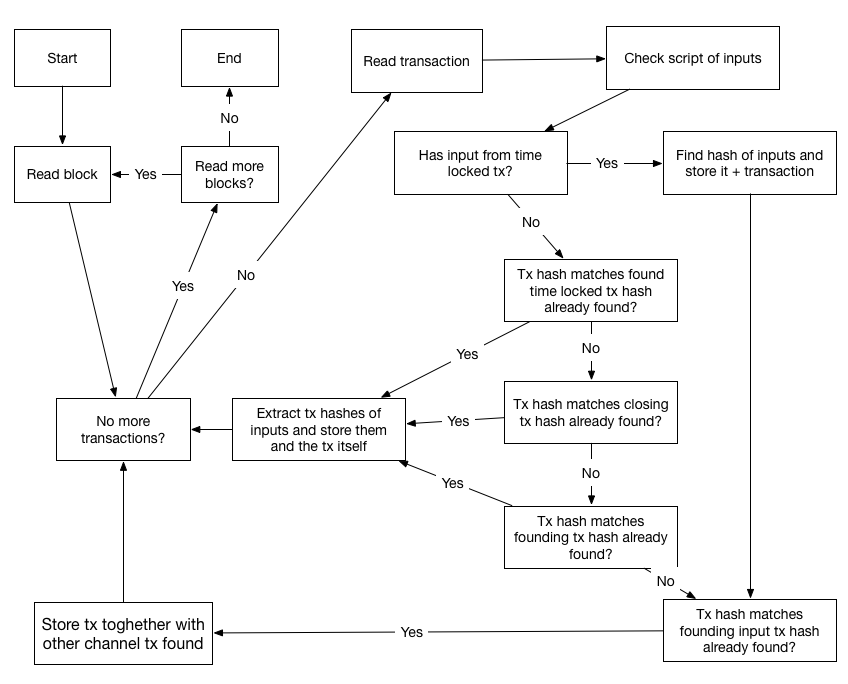 Start
End
Read transaction
Check script of inputs
No
Read block
Yes
Read more
blocks?
Has input from time
locked tx?
Yes
Find hash of inputs and
store it + transaction
No
Yes
No
Tx hash matches found
time locked tx hash
already found?
Yes
No
No more
transactions?
Extract tx hashes of
inputs and store them
and the tx itself
Yes
Tx hash matches closing
tx hash already found?
Yes
No
Tx hash matches
founding tx hash already
found?
No
Store tx toghether with
other channel tx found
Yes
Tx hash matches
founding input tx hash
already found?